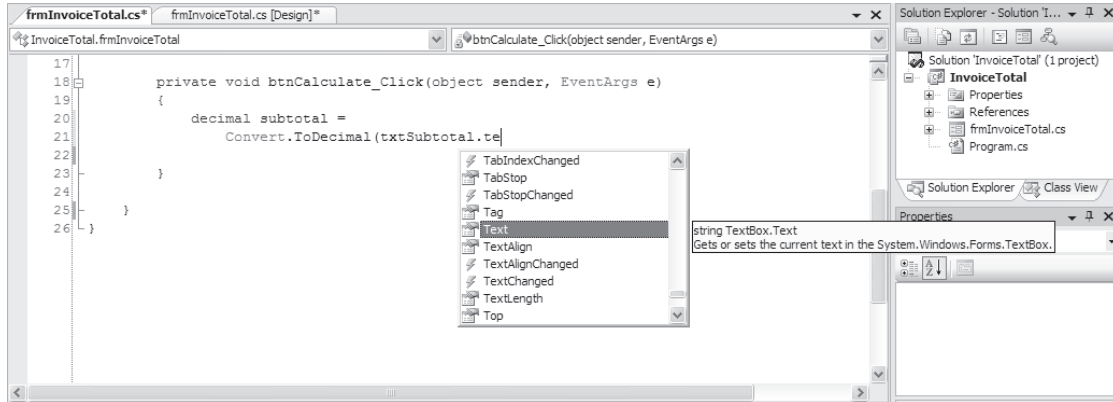 frmInvoiceTotal.cs* frmInvoiceTotal.cs [Design]*
InvoiceTotal.frmInvoiceTotal btnCalculate_Click(object sender, EventArgs e)
17
18 private void btnCalculate_Click(object sender, EventArgs e)
19 {
20 decimal subtotal =
21 Convert.ToDecimal(txtSubtotal.te
22
23 }
24
25 }
26 }
TabIndexChanged
TabStop
TabStopChanged
Tag
Text
TextAlign
TextAlignChanged
TextChanged
TextLength
Top
string TextBox.Text
Gets or sets the current text in the System.Windows.Forms.TextBox.
Solution Explorer - Solution 'I...
Solution 'InvoiceTotal' (1 project)
InvoiceTotal
Properties
References
frmInvoiceTotal.cs
Program.cs
Solution Explorer Class View
Properties